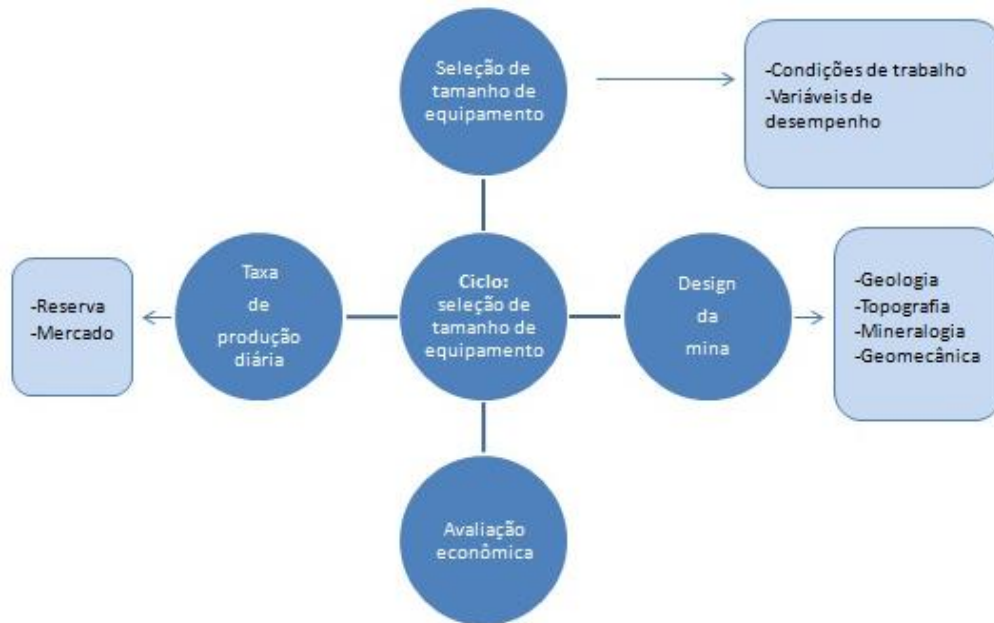 Seleção de
tamanho de
equipamento
-Condições de trabalho
-Variáveis de
desempenho
-Reserva
-Mercado
Taxa
de
produção
diária
Ciclo:
seleção de
tamanho de
equipamento
Design
da
mina
-Geologia
-Topografia
-Mineralogia
-Geomecânica
Avaliação
econômica